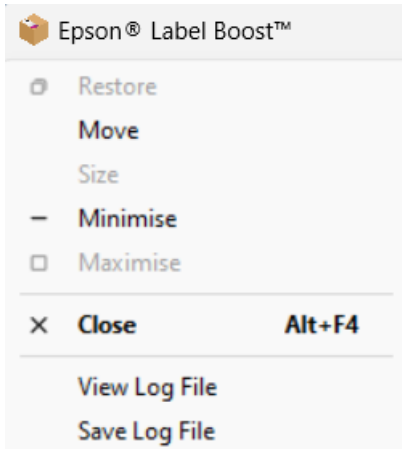 Epson® Label Boost™
Restore
Move
Size
Minimise
Maximise
Close Alt+F4
View Log File
Save Log File